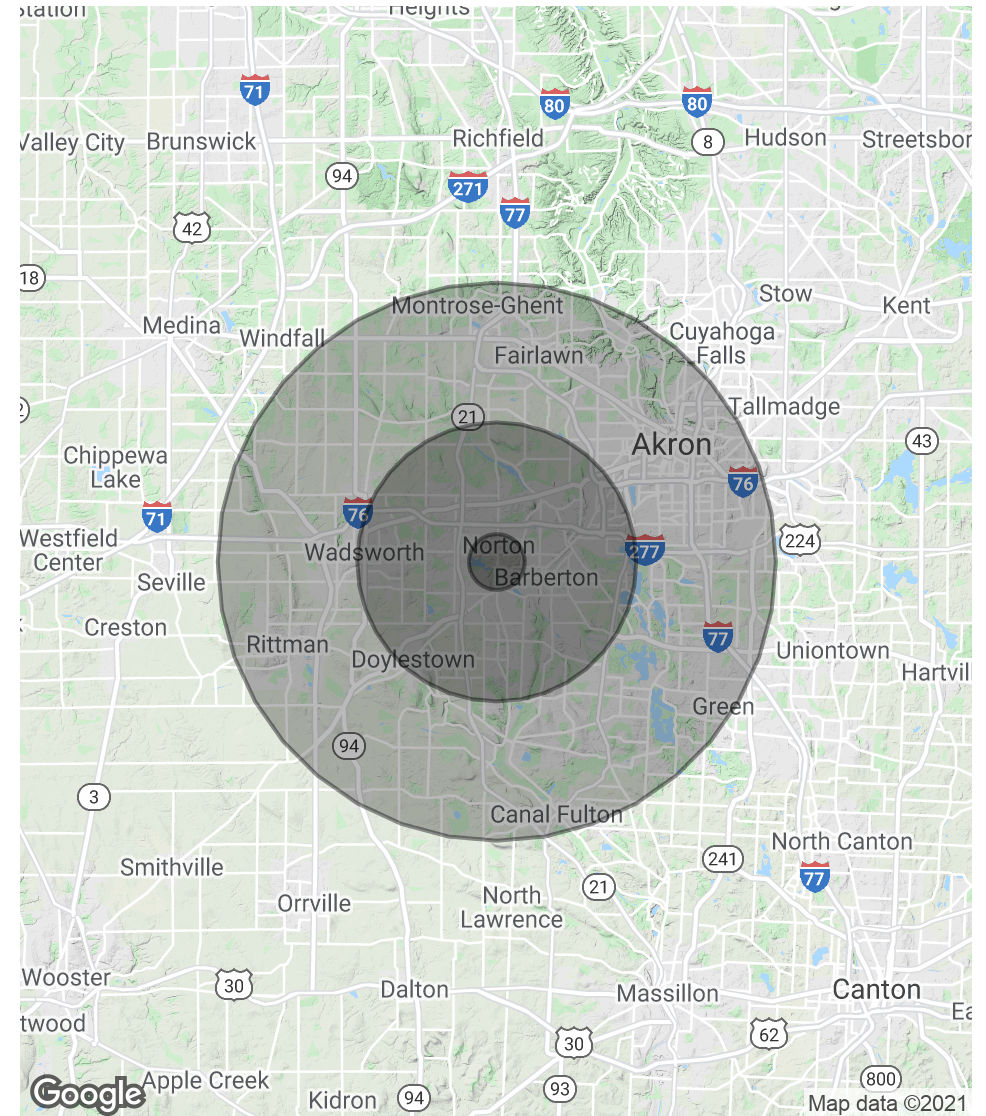 Station
Heights
71
80
80
Valley City
Brunswick
Richfield
8
Hudson
Streetsbor
94
271
77
42
18
Montrose-Ghent
Stow
Kent
Medina
Windfall
Cuyahoga
Falls
Fairlawn
21
Tallmadge
Akron
43
Chippewa
Lake
76
71
76
Westfield
Center
Wadsworth
Norton
277
224
Seville
Barberton
Creston
Rittman
Doylestown
77
Uniontown
Hartvil
Green
94
3
Canal Fulton
North Canton
241
77
Smithville
21
Orrville
North
Lawrence
Wooster
30
Dalton
Massillon
Canton
twood
30
62
Ea
Apple Creek
Kidron
94
93
800
Google
Map data ©2021